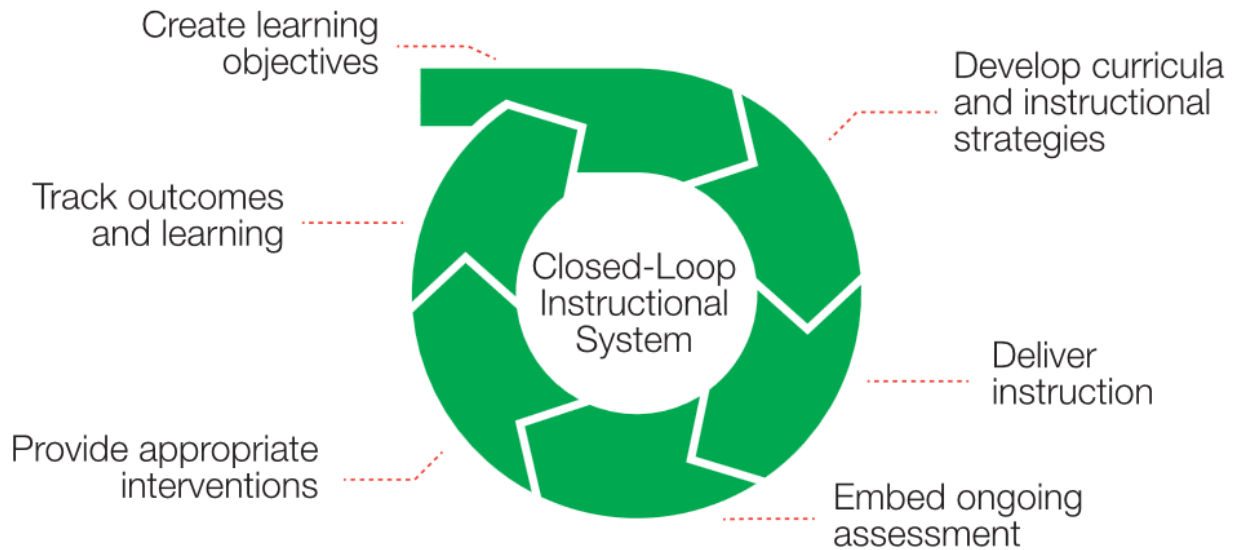 Create learning
objectives
Develop curricula
and instructional
strategies
Deliver
instruction
Embed ongoing
assessment
Provide appropriate
interventions
Track outcomes
and learning
Closed-Loop
Instructional
System